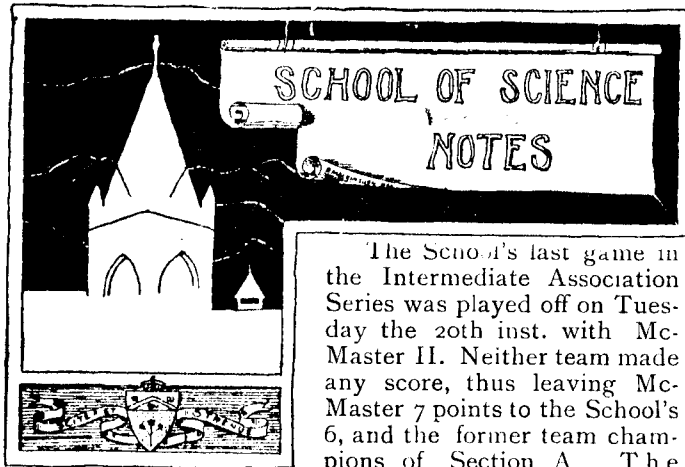 SCHOOL OF SCIENCE
NOTES
The School's last game in
the Intermediate Association
Series was played off on Tues-
day the 20th inst. with Mc-
Master II. Neither team made
any score, thus leaving Mc-
Master 7 points to the School's
6, and the former team cham-
pions of Section A. The